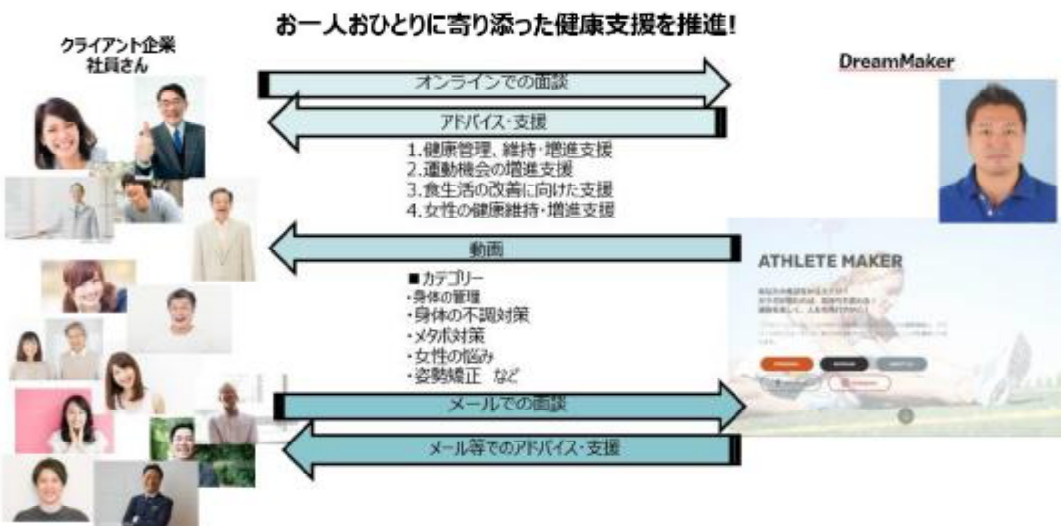 お一人おひとりに寄り添った健康支援を推進!
クライアント企業
社員さん
DreamMaker
オンラインでの面談
アドバイス・支援
1.健康管理、維持・増進支援
2.運動機会の増進支援
3.食生活の改善に向けた支援
4.女性の健康維持・増進支援
動画
■カテゴリー
・身体の管理
・身体の不調対策
・メタボ対策
・女性の悩み
・姿勢矯正 など
ATHLETE MAKER
メールでの面談
メール等でのアドバイス・支援